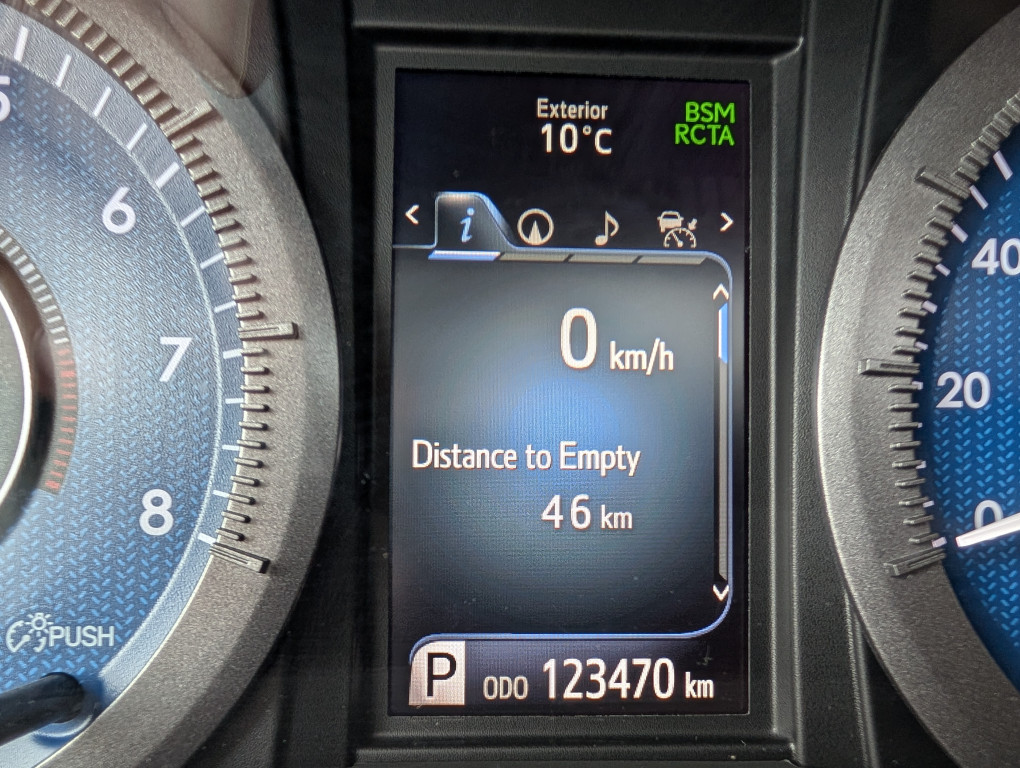 Exterior
10°C
BSM
RCTA
i
0 km/h
Distance to Empty
46 km
P ODO 123470 km
5
6
7
8
PUSH
40
20
0